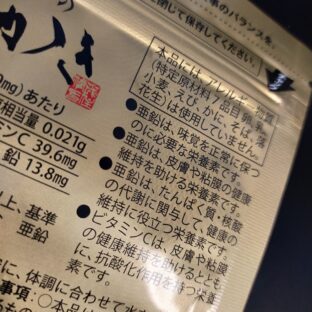 事のバランスを。
に閉じて保存してください。
本品には、アレルギー物質
(特定原材料7品目卵、乳、
小麦、えび、かに、そば、落
花生)は使用していません。
●亜鉛は、味覚を正常に保つ
のに必要な栄養素です。
●亜鉛は、皮膚や粘膜の健康
維持を助ける栄養素です。
●亜鉛は、たんぱく質・核酸
の代謝に関与して、健康の
維持に役立つ栄養素です。
●ビタミンCは、皮膚や粘膜
の健康維持を助けるととも
に、抗酸化作用を持つ栄養
素です。
mg)あたり
相当量 0.021g
ミンC 39.6mg
鉛 13.8mg
以上、基準
亜鉛
に、体調に合わせて水
○本品は